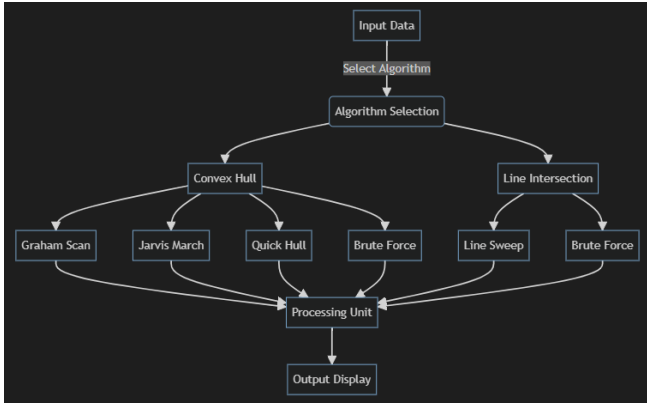 Input Data
Select Algorithm
Algorithm Selection
Convex Hull
Line Intersection
Graham Scan
Jarvis March
Quick Hull
Brute Force
Line Sweep
Brute Force
Processing Unit
Output Display